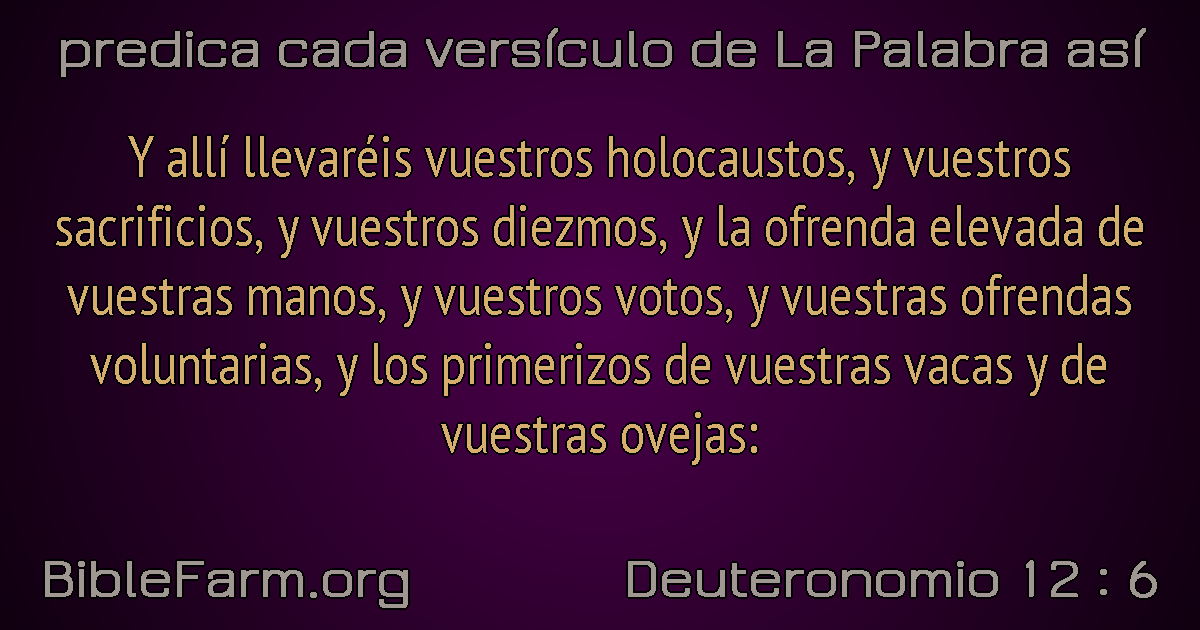 predica cada versículo de La Palabra así
Y allí llevaréis vuestros holocaustos, y vuestros
sacrificios, y vuestros diezmos, y la ofrenda elevada de
vuestras manos, y vuestros votos, y vuestras ofrendas
voluntarias, y los primerizos de vuestras vacas y de
vuestras ovejas:
BibleFarm.org
Deuteronomio 12 : 6